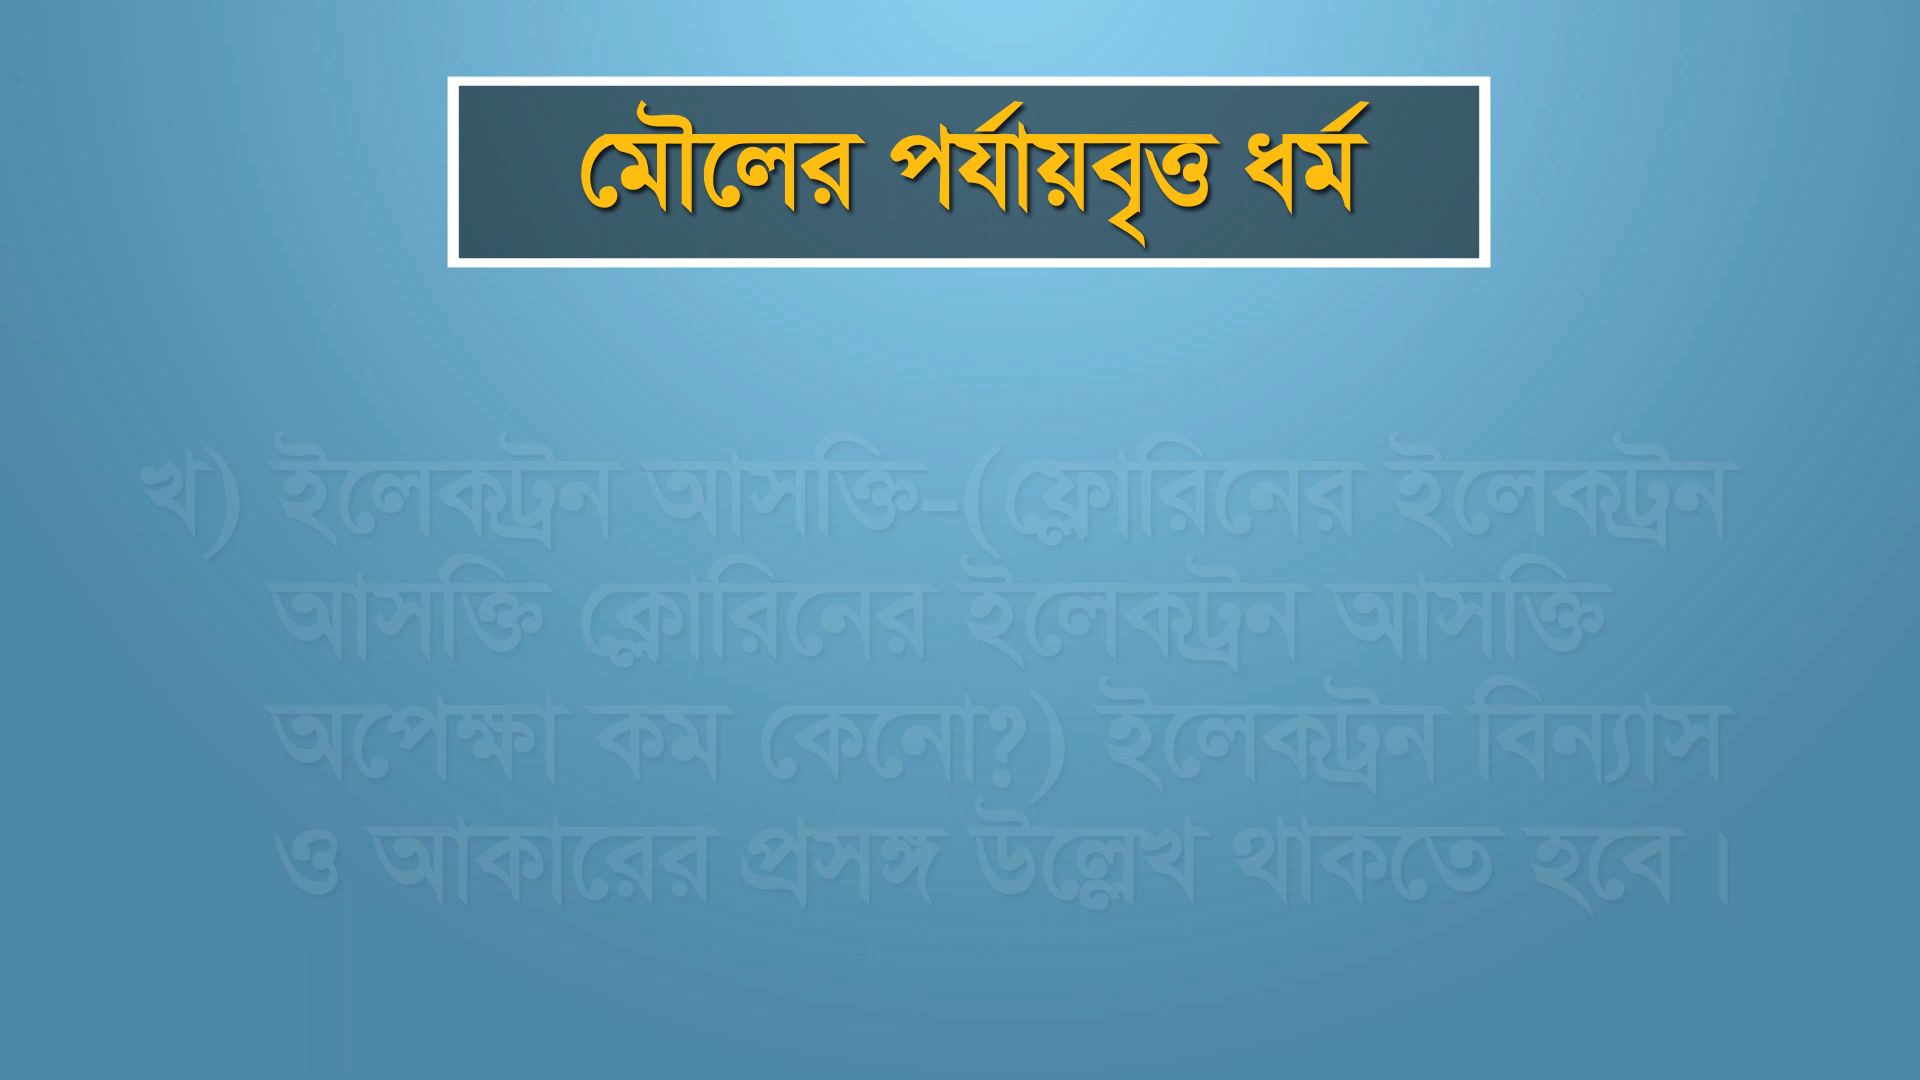 মৌলের পর্যায়বৃত্ত ধর্ম
খ) ইলেকট্রন আসক্তি-(ফ্লোরিনের ইলেকট্রন
আসক্তি ক্লোরিনের ইলেকট্রন আসক্তি
অপেক্ষা কম কেনো?) ইলেকট্রন বিন্যাস
ও আকারের প্রসঙ্গ উল্লেখ থাকতে হবে।